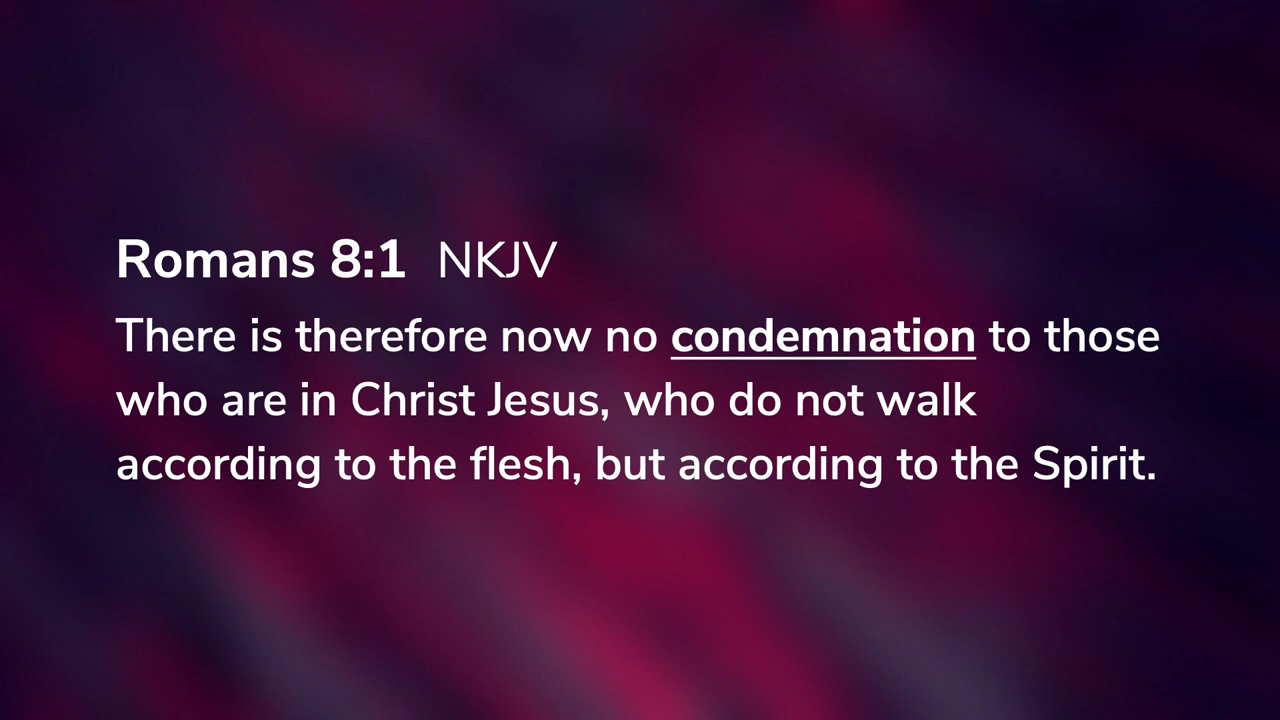 Romans 8:1 NKJV
There is therefore now no condemnation to those
who are in Christ Jesus, who do not walk
according to the flesh, but according to the Spirit.